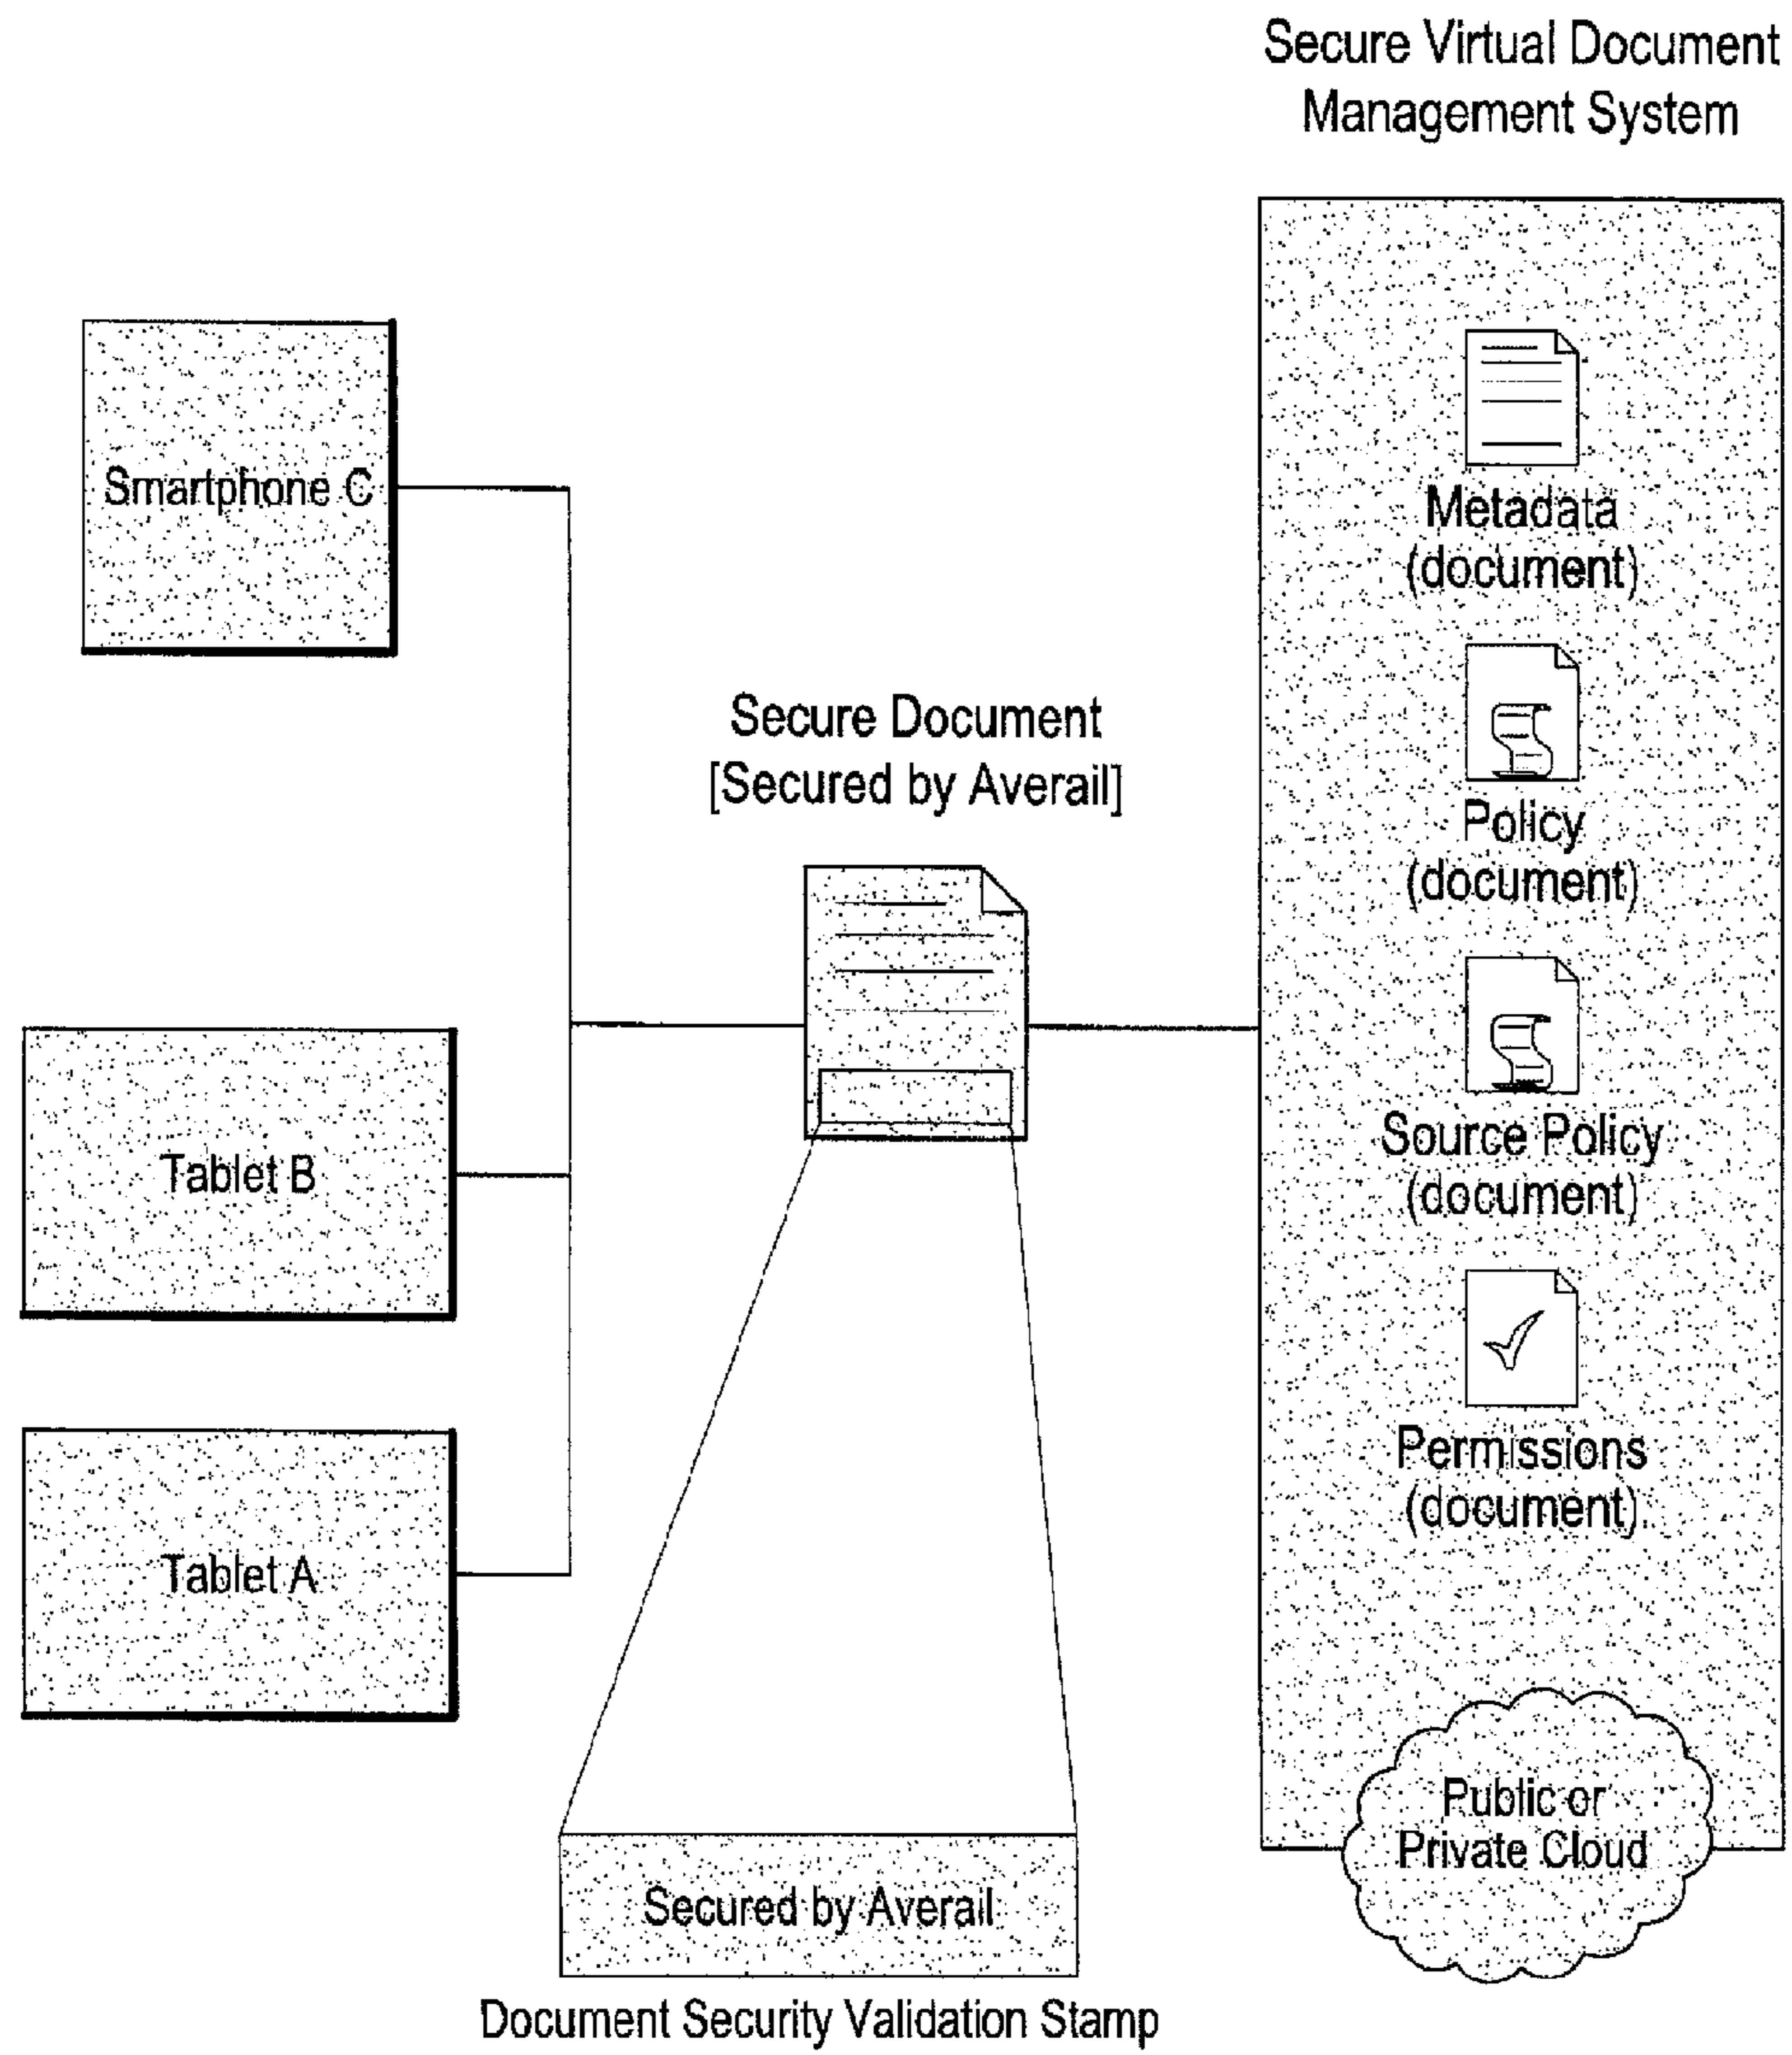 Secure Virtual Document
Management System
Smartphone C
Metadata
(document)
Secure Document
[Secured by Averail]
Policy
(document)
Source Policy
(document)
Tablet B
Permissions
(document)
Tablet A
Public or
Private Cloud
Secured by Averail
Document Security Validation Stamp